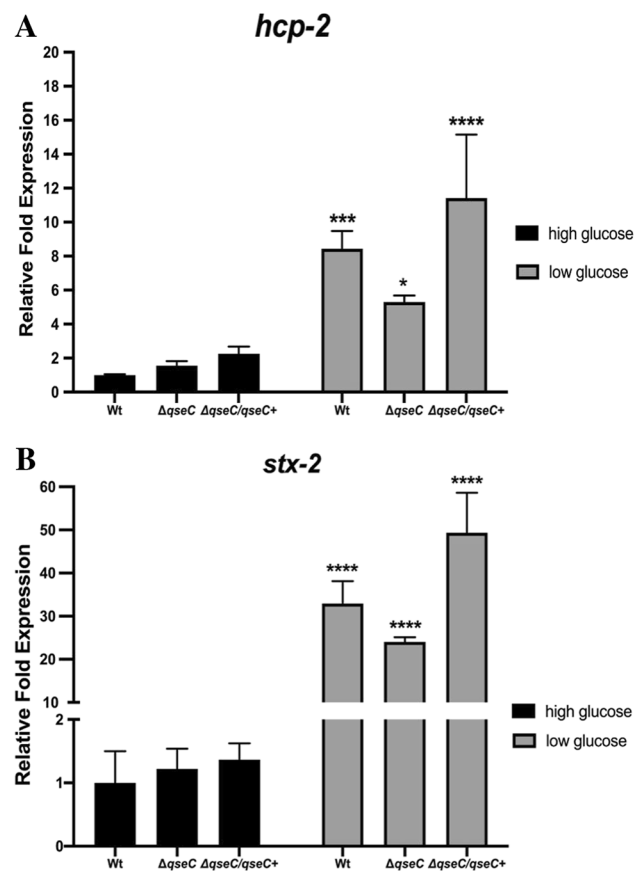 A
hcp-2
Relative Fold Expression
20
18
16
14
12
10
8
6
4
2
0
***
*
****
Wt
ΔqseC
ΔqseC/qseC+
Wt
ΔqseC
ΔqseC/qseC+
high glucose
low glucose
B
stx-2
Relative Fold Expression
60
50
40
30
20
10
2
1
0
****
****
****
Wt
ΔqseC
ΔqseC/qseC+
Wt
ΔqseC
ΔqseC/qseC+
high glucose
low glucose